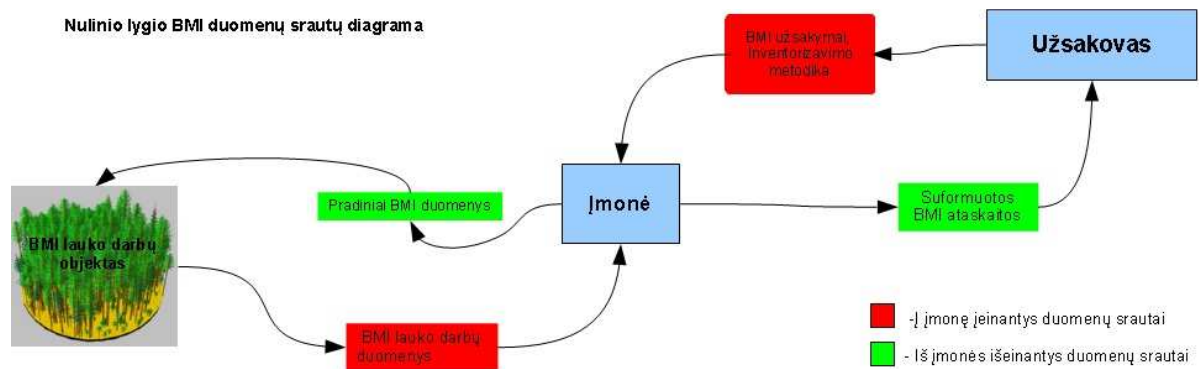 Nulinio lygio BMI duomenų srautų diagrama
BMI užsakymai,
Inventorizavimo
metodika
Užsakovas
Pradiniai BMI duomenys
Įmonė
Suformuotos
BMI ataskaitos
BMI lauko darbų
objektas
BMI lauko darbų
duomenys
-Į įmonę įeinantys duomenų srautai
- Iš įmonės išeinantys duomenų srautai